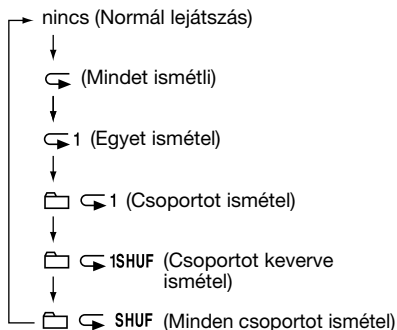 nincs (Normál lejátszás)
(Mindet ismétli)
1 (Egyet ismétel)
1 (Csoportot ismétel)
1SHUF (Csoportot keverve
ismétel)
SHUF (Minden csoportot ismétel)